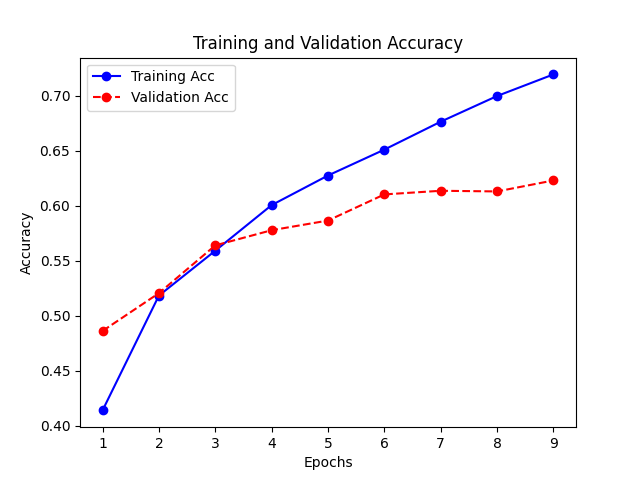 Training and Validation Accuracy
Training Acc
Validation Acc
0.70
0.65
0.60
0.55
0.50
0.45
0.40
Accuracy
1 2 3 4 5 6 7 8 9
Epochs